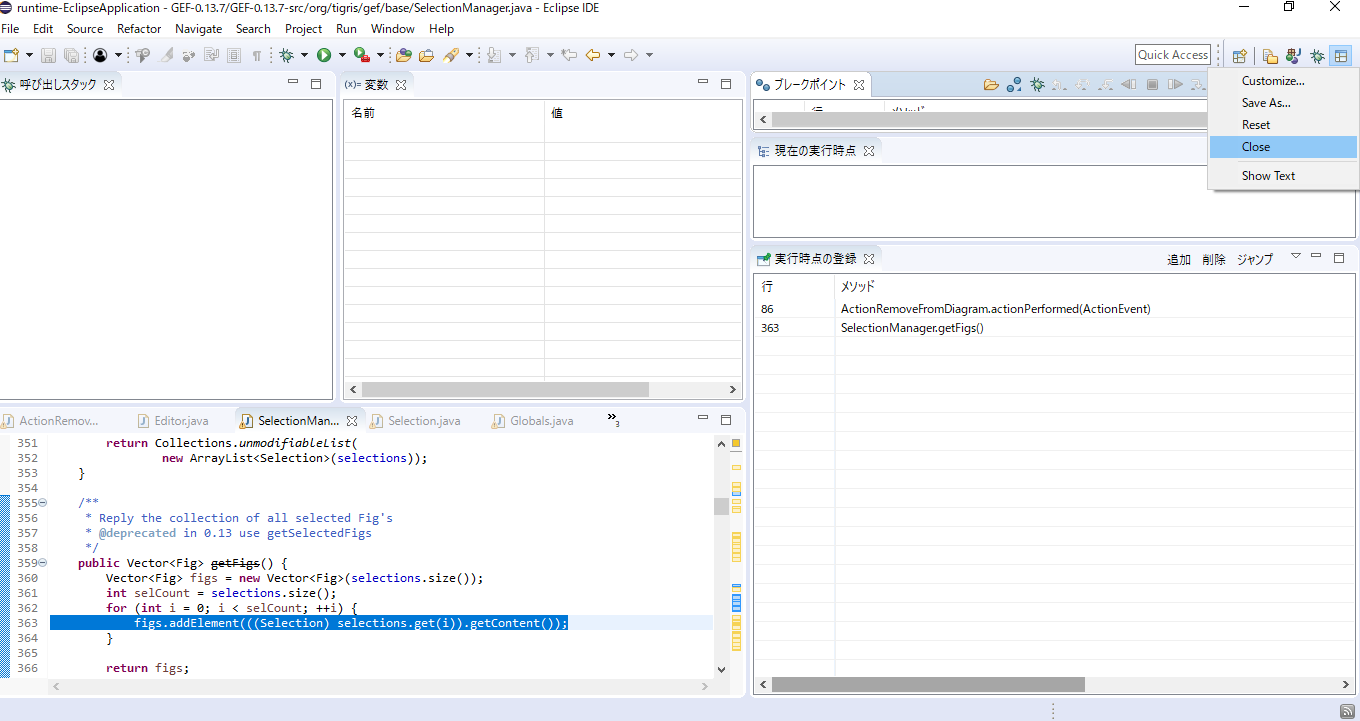 runtime-EclipseApplication - GEF-0.13.7/GEF-0.13.7-src/org/tigris/gef/base/SelectionManager.java - Eclipse IDE
File Edit Source Refactor Navigate Search Project Run Window Help
Quick Access
呼び出しスタック
(x)= 変数
名前 値
ブレークポイント
行 メソッド
現在の実行時点
Customize...
Save As...
Reset
Close
Show Text
実行時点の登録
追加 削除 ジャンプ
行 メソッド
86 ActionRemoveFromDiagram.actionPerformed(ActionEvent)
363 SelectionManager.getFigs()
ActionRemov... Editor.java SelectionMan... Selection.java Globals.java »3
351 return Collections.unmodifiableList(
352 new ArrayList<Selection>(selections));
353 }
354
355 /**
356 * Reply the collection of all selected Fig's
357 * @deprecated in 0.13 use getSelectedFigs
358 */
359 public Vector<Fig> getFigs() {
360 Vector<Fig> figs = new Vector<Fig>(selections.size());
361 int selCount = selections.size();
362 for (int i = 0; i < selCount; ++i) {
363 figs.addElement(((Selection) selections.get(i)).getContent());
364 }
365
366 return figs;